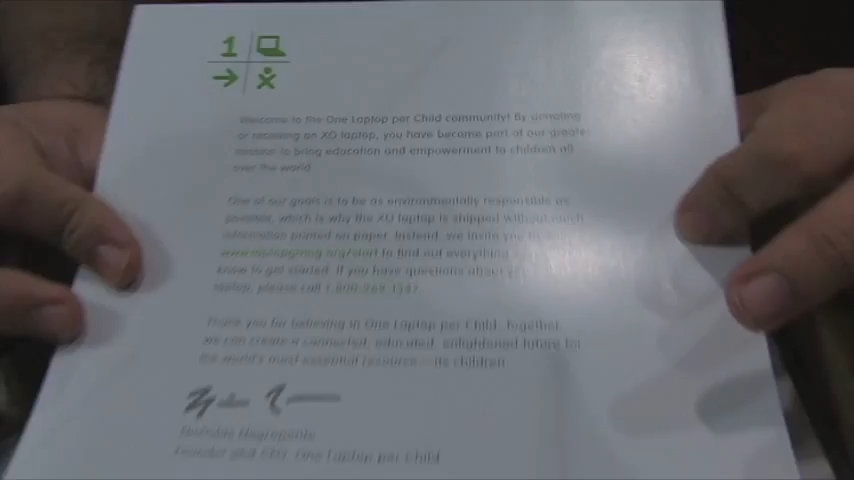 1
Welcome to the One Laptop per Child community! By donating
or receiving an XO laptop, you have become part of our greater
mission to bring education and empowerment to children all
over the world.
One of our goals is to be as environmentally responsible as
possible, which is why the XO laptop is shipped without much
information printed on paper. Instead, we invite you to
to find out everything
know to get started. If you have questions about
laptop, please call
Thank you for believing in One Laptop per Child. Together,
we can create a connected, educated, enlightened future for
the world's most essential resource—its children.
Nicholas Negroponte
Founder and CEO, One Laptop per Child